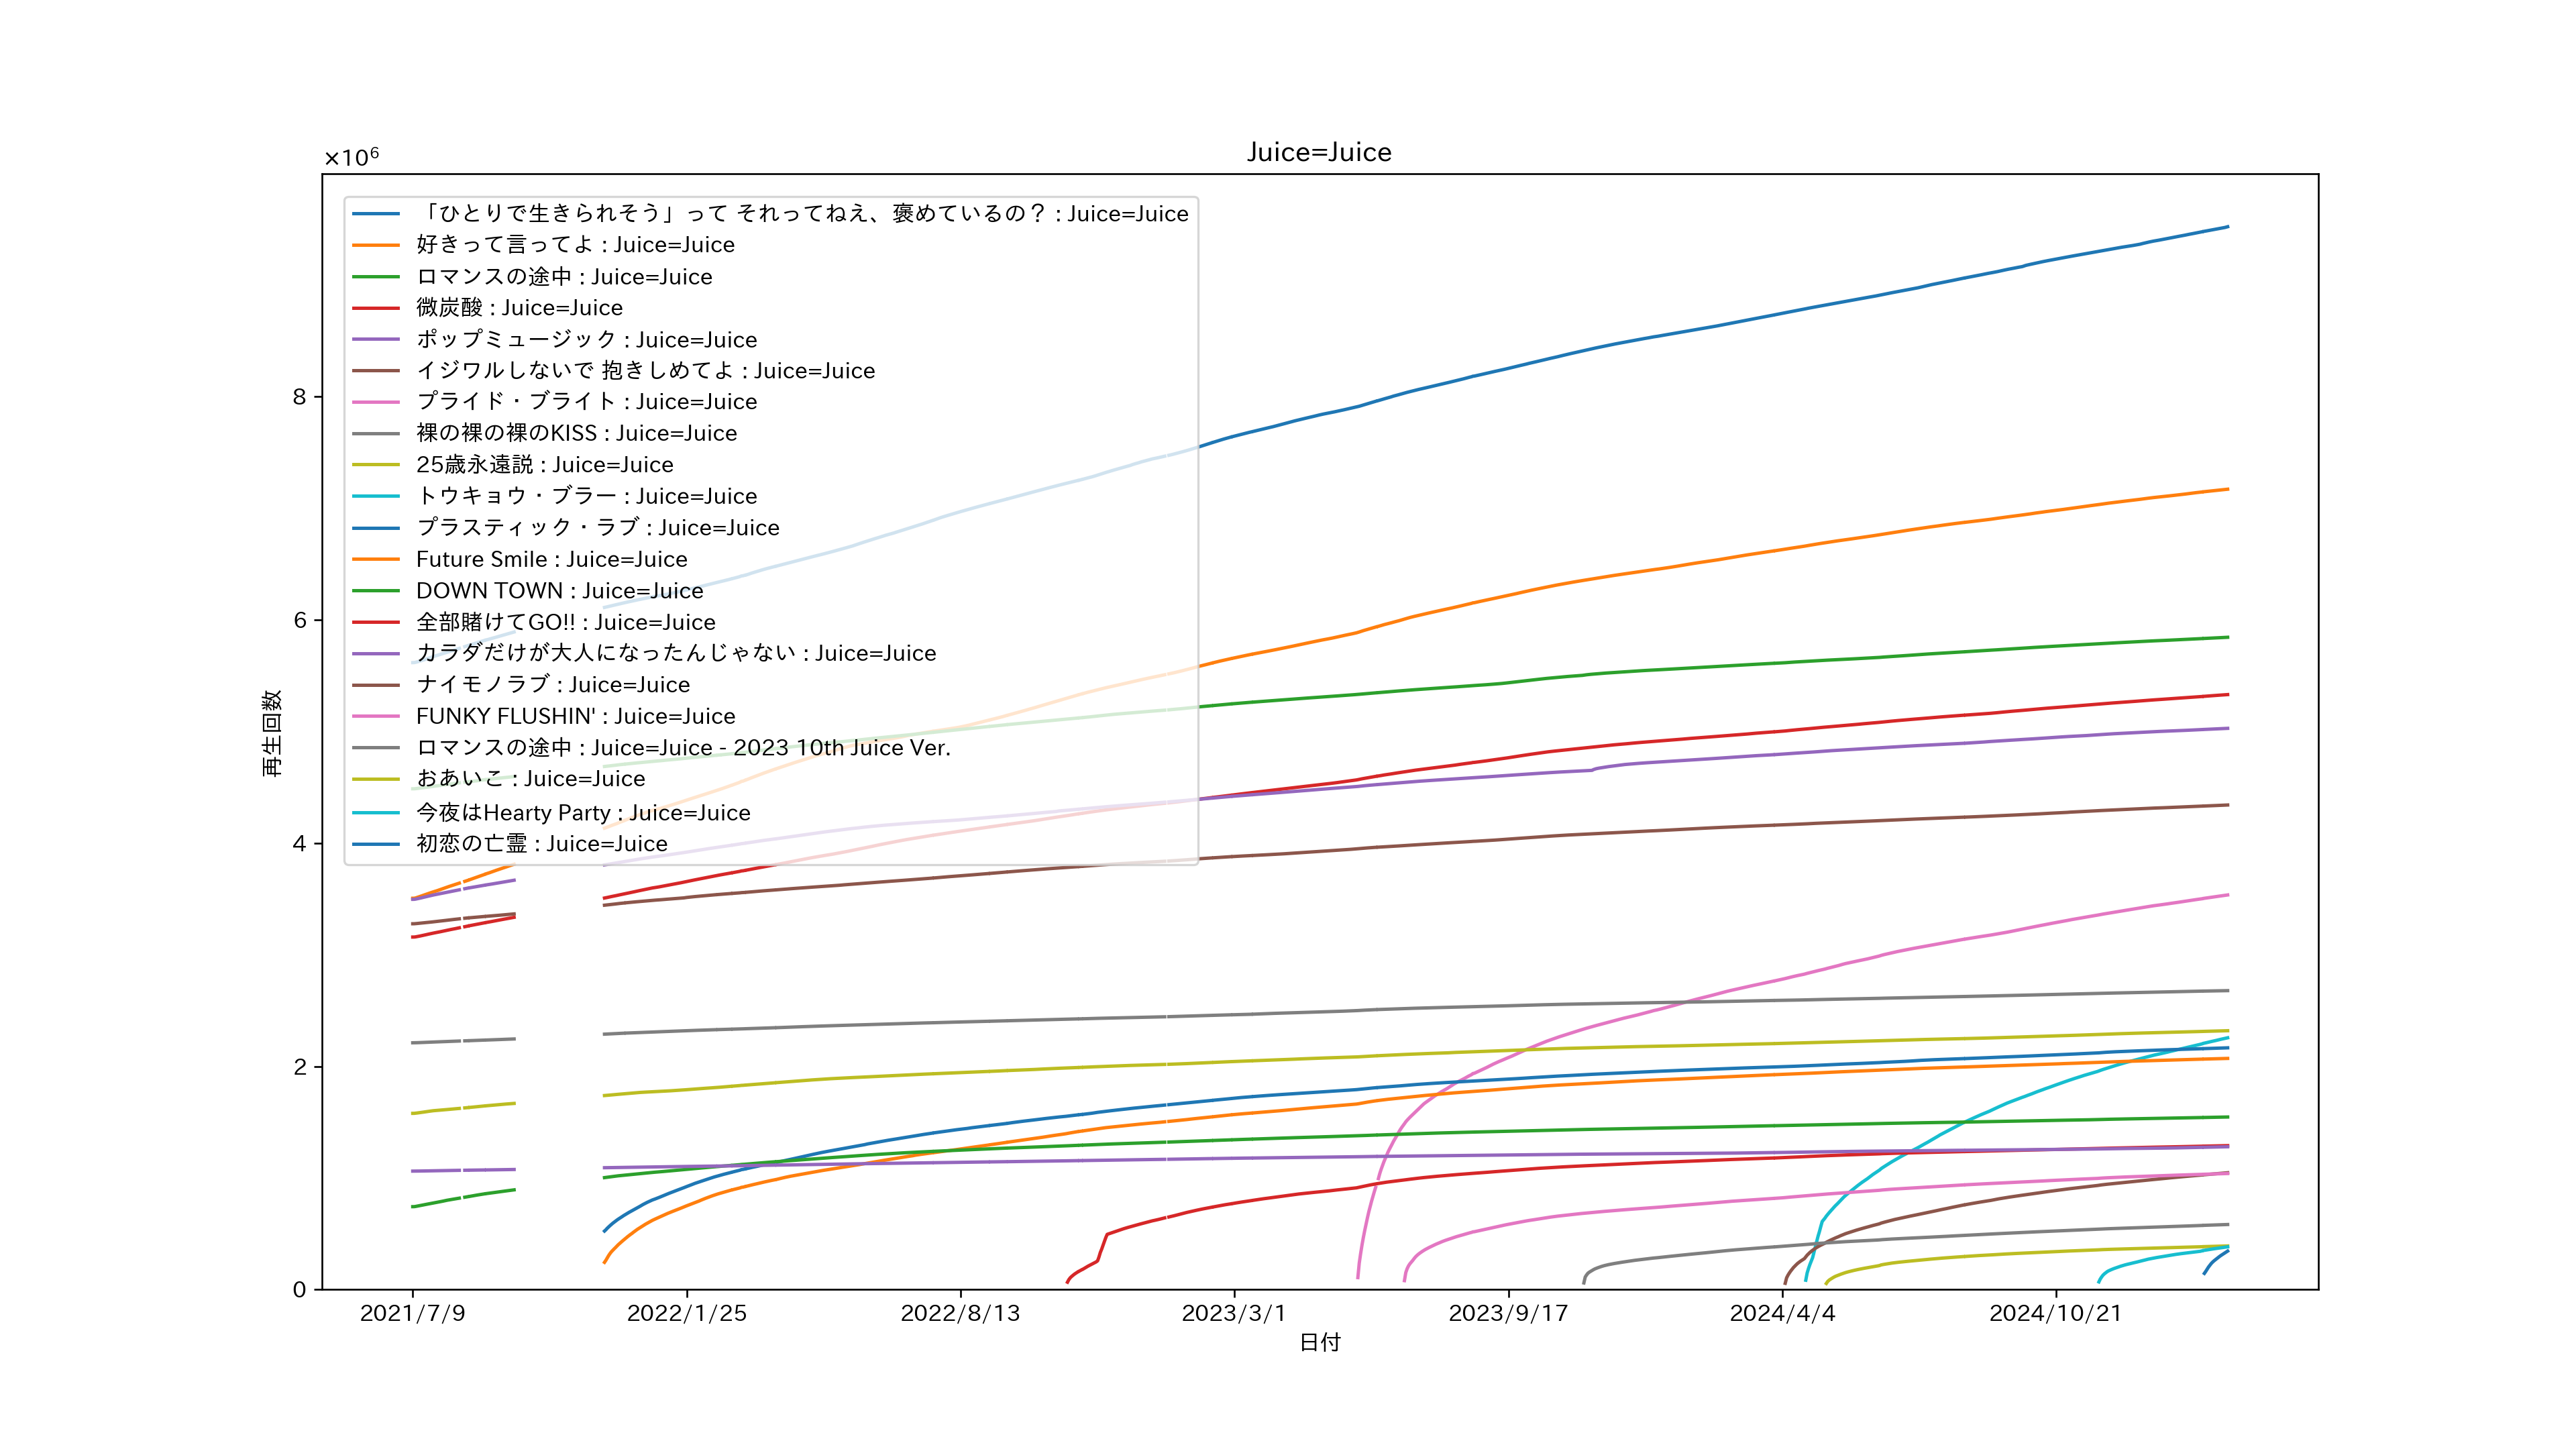 Juice=Juice
×10⁶
「ひとりで生きられそう」って それってねえ、褒めているの? : Juice=Juice
好きって言ってよ : Juice=Juice
ロマンスの途中 : Juice=Juice
微炭酸 : Juice=Juice
ポップミュージック : Juice=Juice
イジワルしないで 抱きしめてよ : Juice=Juice
プライド・ブライト : Juice=Juice
裸の裸の裸のKISS : Juice=Juice
25歳永遠説 : Juice=Juice
トウキョウ・ブラー : Juice=Juice
プラスティック・ラブ : Juice=Juice
Future Smile : Juice=Juice
DOWN TOWN : Juice=Juice
全部賭けてGO!! : Juice=Juice
カラダだけが大人になったんじゃない : Juice=Juice
ナイモノラブ : Juice=Juice
FUNKY FLUSHIN' : Juice=Juice
ロマンスの途中 : Juice=Juice - 2023 10th Juice Ver.
おあいこ : Juice=Juice
今夜はHearty Party : Juice=Juice
初恋の亡霊 : Juice=Juice
8
6
4
2
0
再生回数
2021/7/9
2022/1/25
2022/8/13
2023/3/1
2023/9/17
2024/4/4
2024/10/21
日付